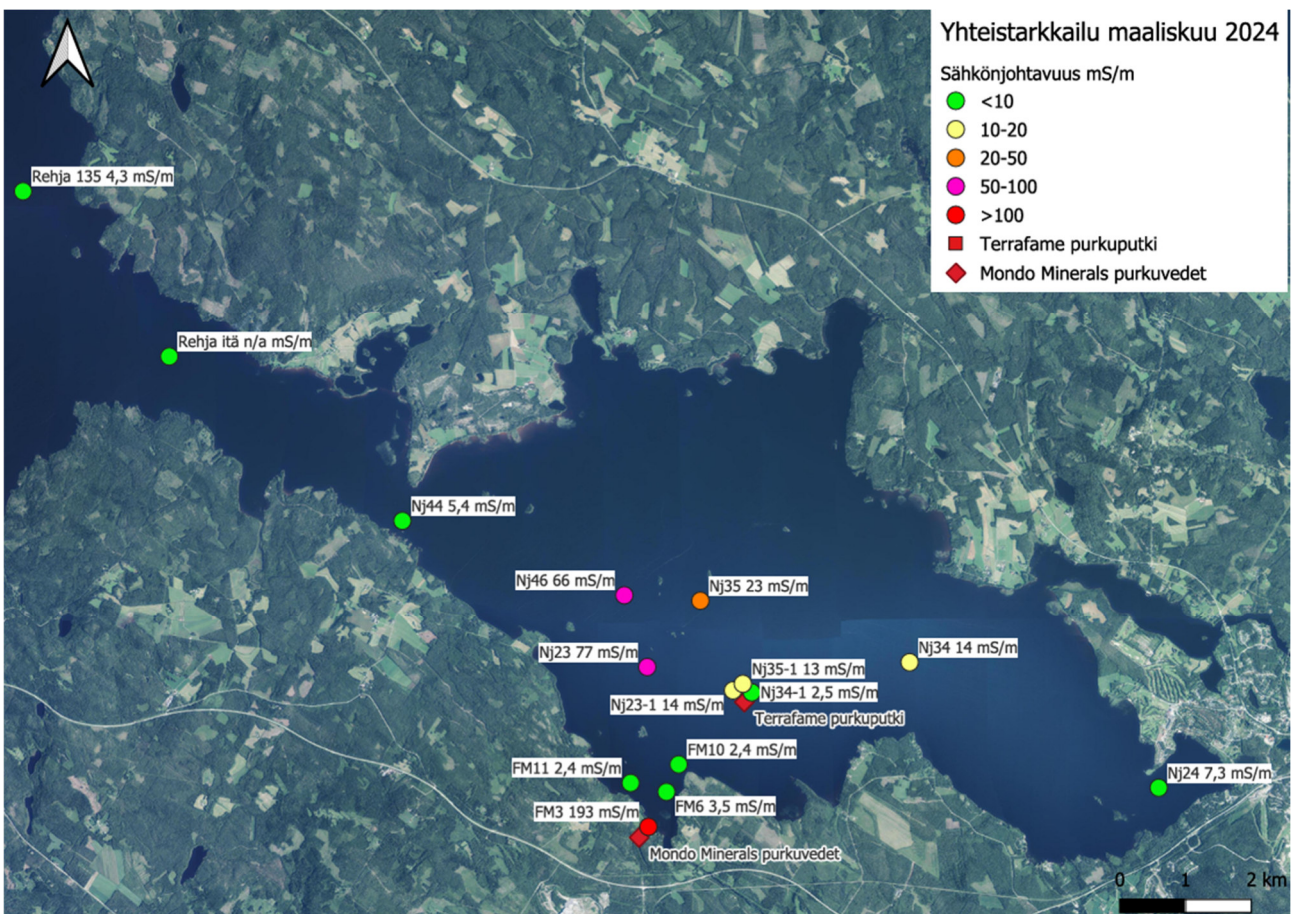 Yhteistarkkailu maaliskuu 2024
Sähkönjohtavuus mS/m
<10
10-20
20-50
50-100
>100
Terrafame purkuputki
Mondo Minerals purkuvedet
Rehja 135 4,3 mS/m
Rehja itä n/a mS/m
Nj44 5,4 mS/m
Nj46 66 mS/m
Nj35 23 mS/m
Nj23 77 mS/m
Nj34 14 mS/m
Nj35-1 13 mS/m
Nj34-1 2,5 mS/m
Nj23-1 14 mS/m
Terrafame purkuputki
FM10 2,4 mS/m
FM11 2,4 mS/m
Nj24 7,3 mS/m
FM6 3,5 mS/m
FM3 193 mS/m
Mondo Minerals purkuvedet
0 1 2 km